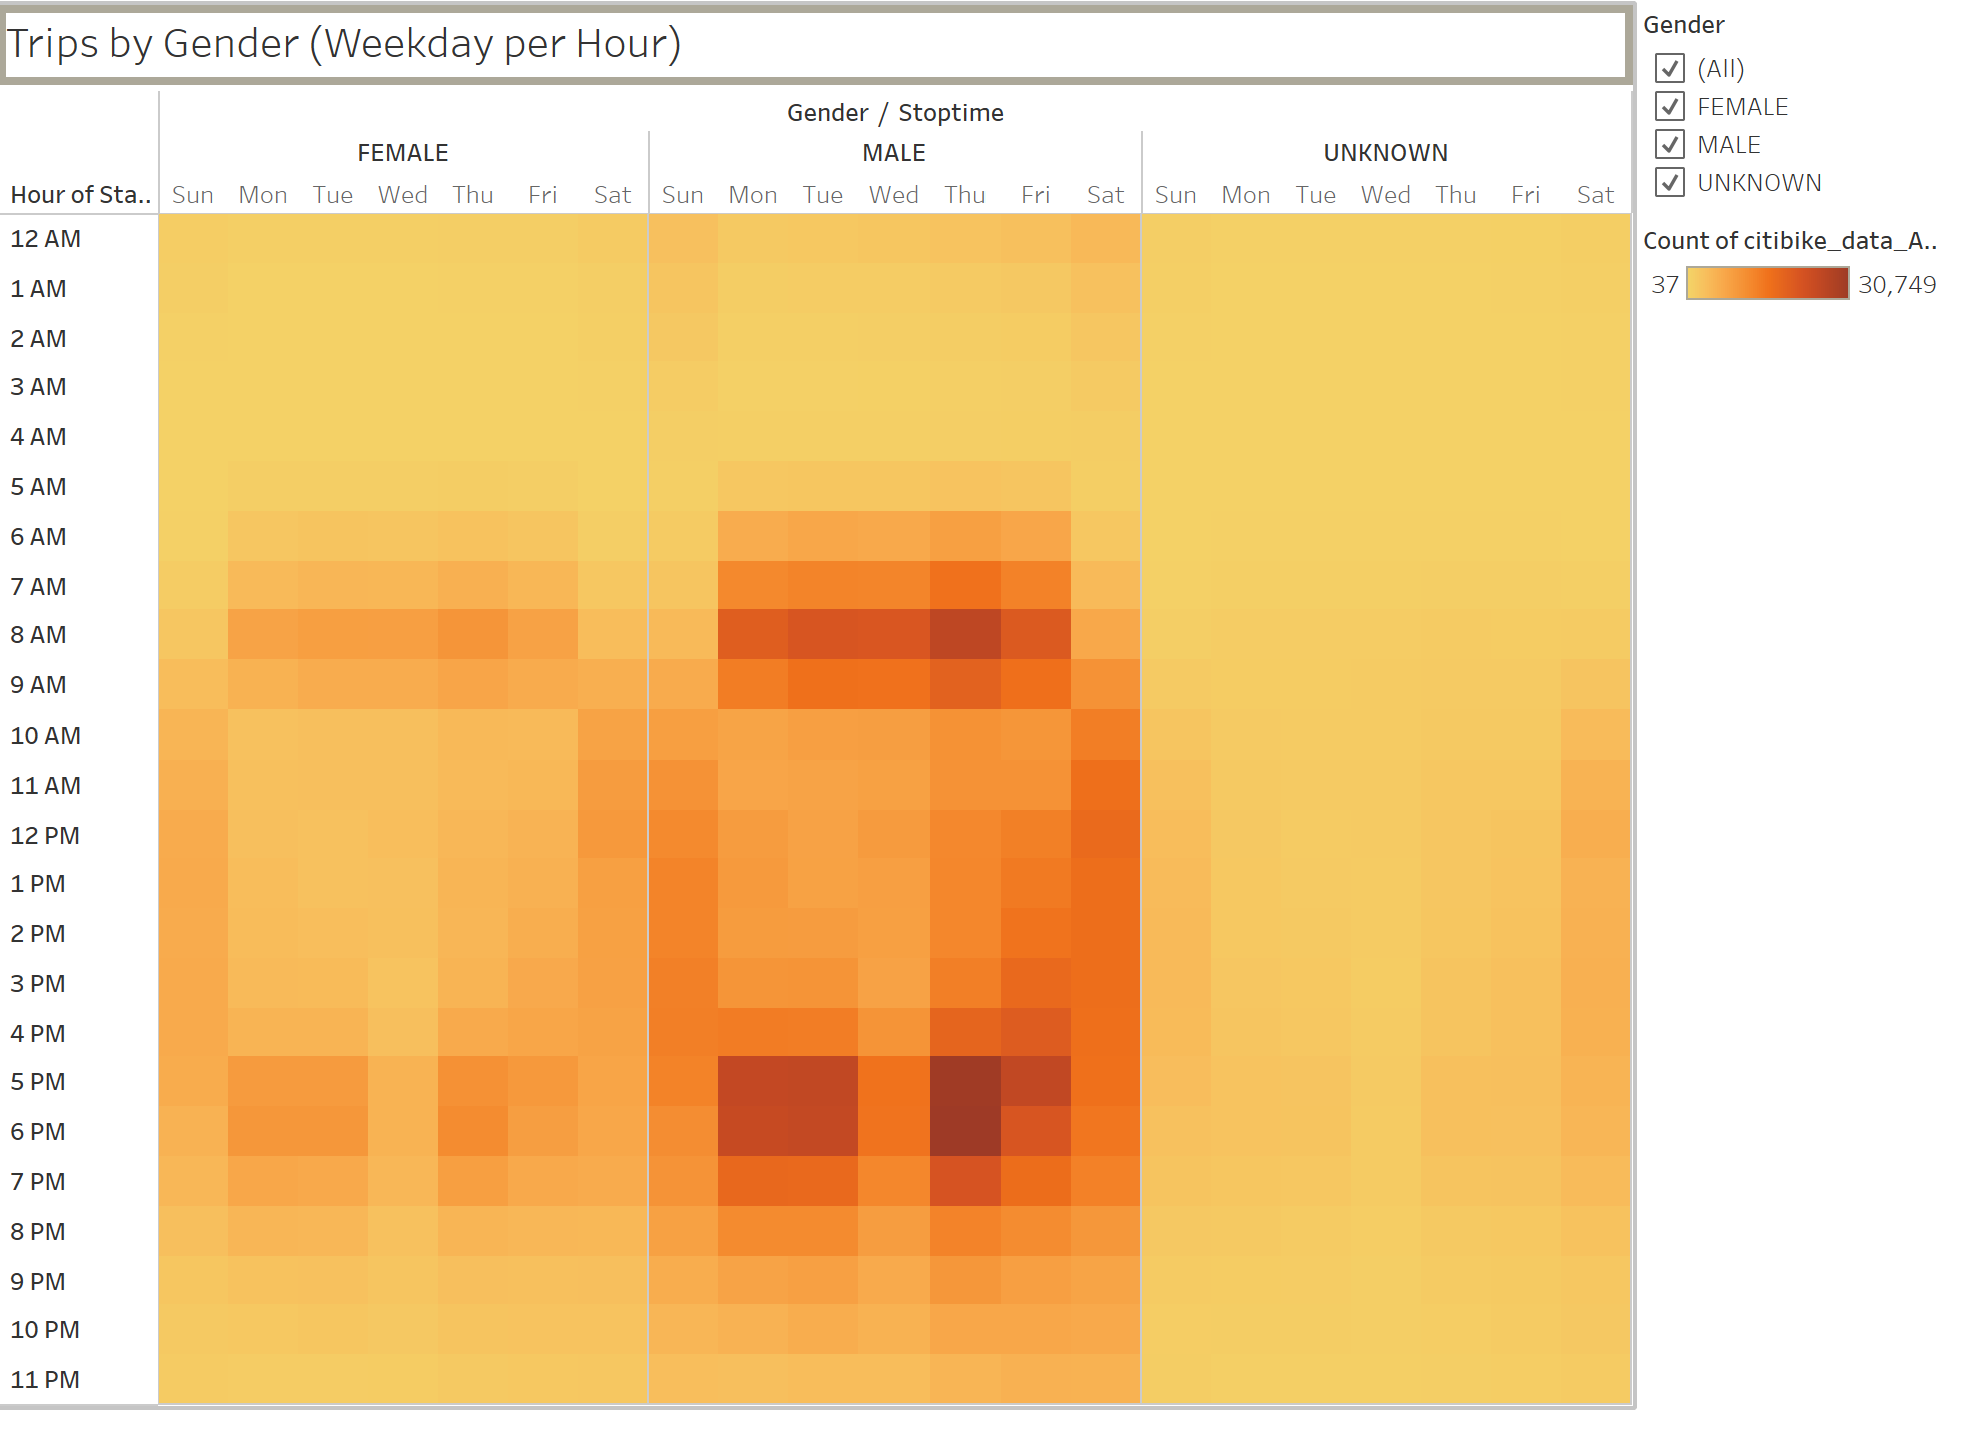 Trips by Gender (Weekday per Hour)
Gender / Stoptime
FEMALE MALE UNKNOWN
Hour of Sta.. Sun Mon Tue Wed Thu Fri Sat Sun Mon Tue Wed Thu Fri Sat Sun Mon Tue Wed Thu Fri Sat
12 AM
1 AM
2 AM
3 AM
4 AM
5 AM
6 AM
7 AM
8 AM
9 AM
10 AM
11 AM
12 PM
1 PM
2 PM
3 PM
4 PM
5 PM
6 PM
7 PM
8 PM
9 PM
10 PM
11 PM
Gender
(All)
FEMALE
MALE
UNKNOWN
Count of citibike_data_A..
37 30,749